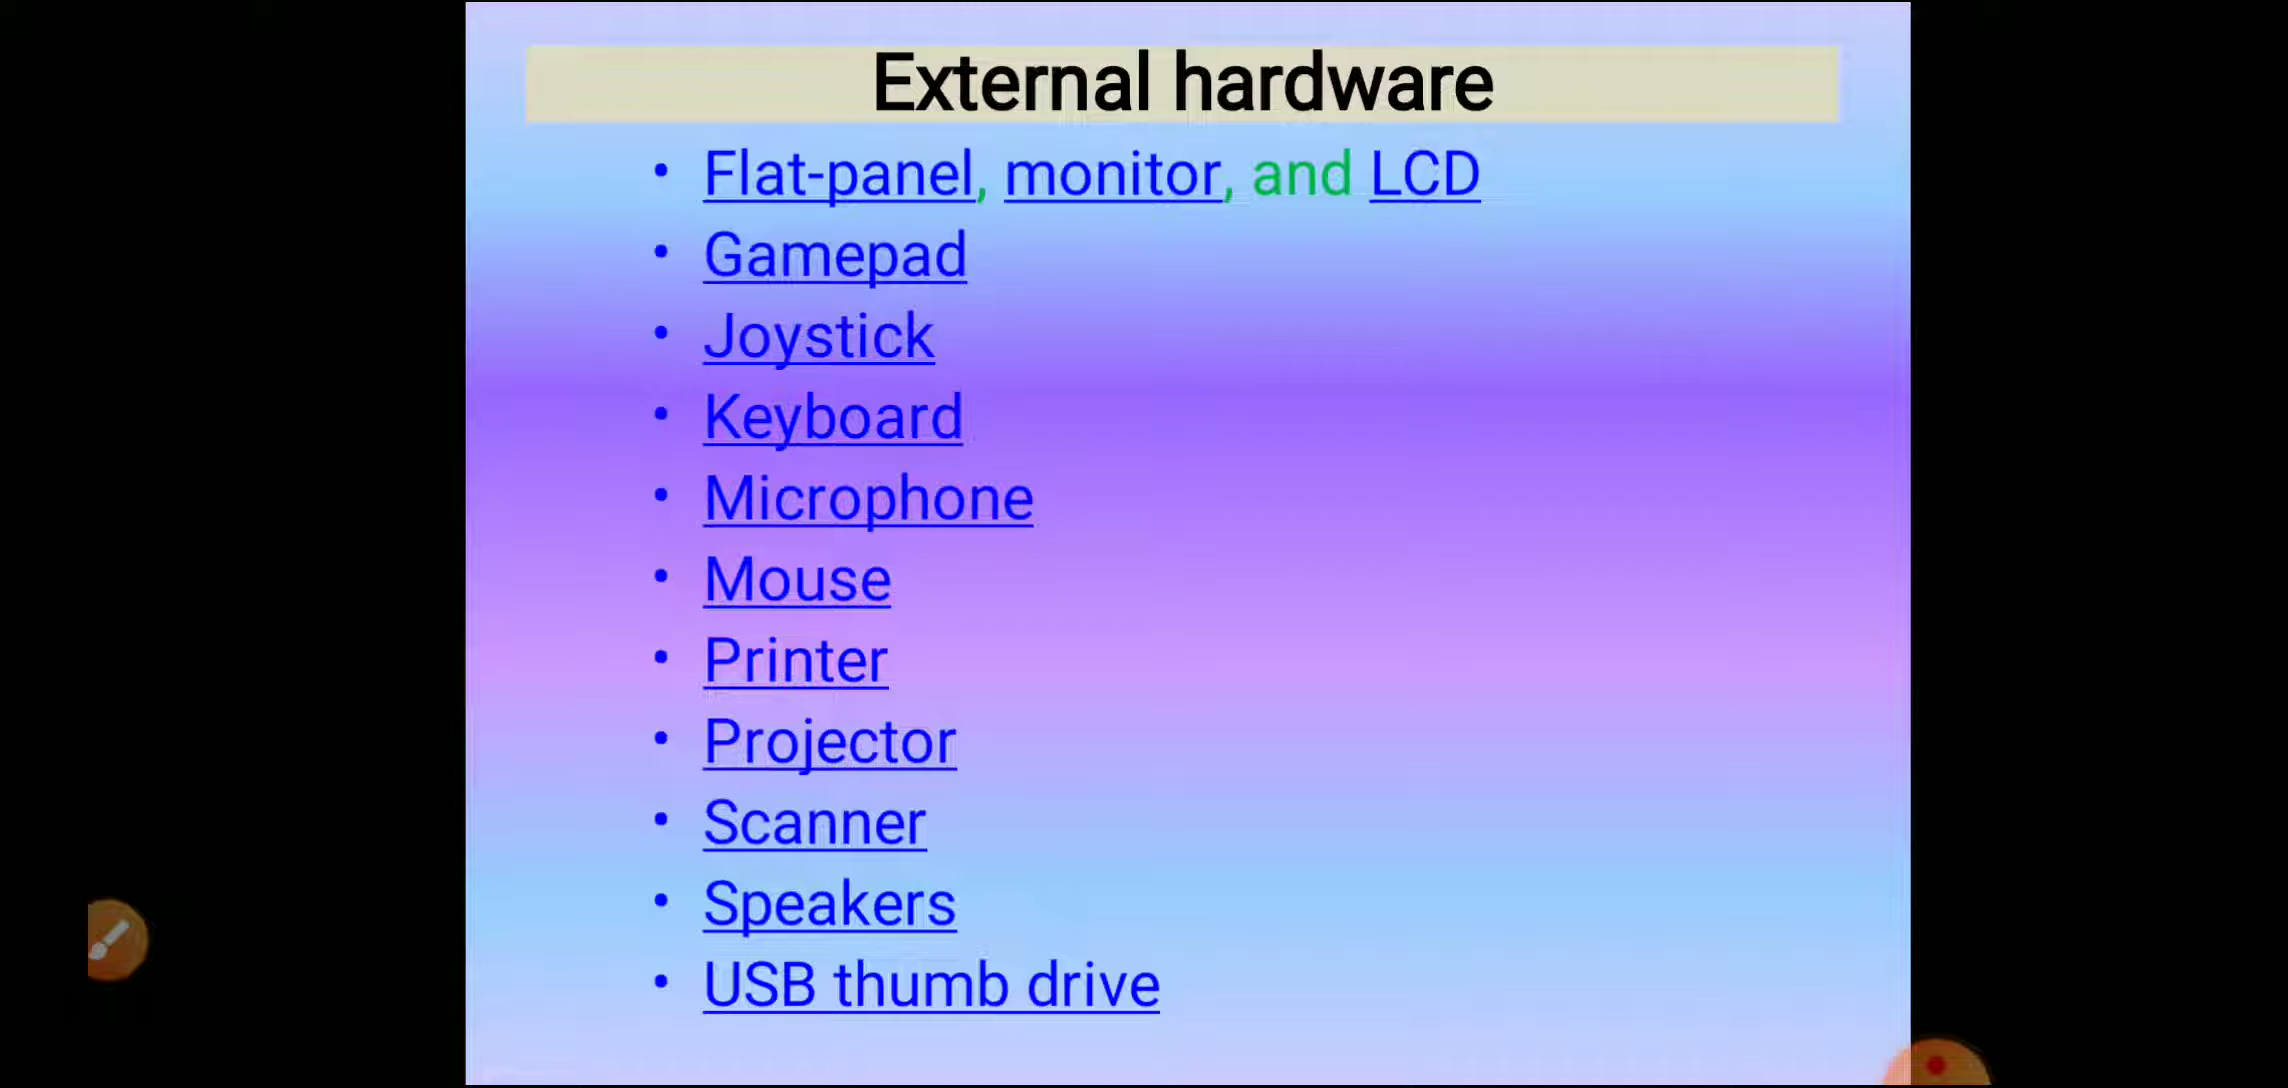 External hardware
• Flat-panel, monitor, and LCD
• Gamepad
• Joystick
• Keyboard
• Microphone
• Mouse
• Printer
• Projector
• Scanner
• Speakers
• USB thumb drive